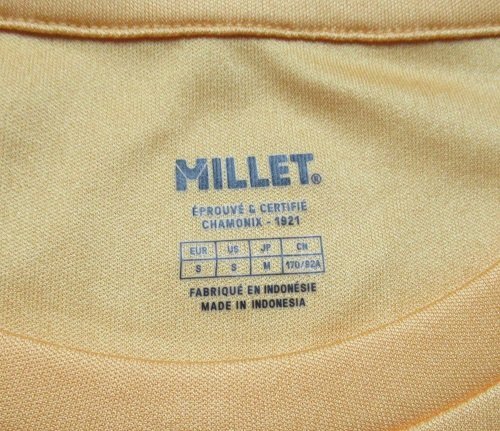 MILLET®
ÉPROUVÉ & CERTIFIÉ
CHAMONIX - 1921
EUR US JP CN
S S M 170/92A
FABRIQUÉ EN INDONÉSIE
MADE IN INDONESIA